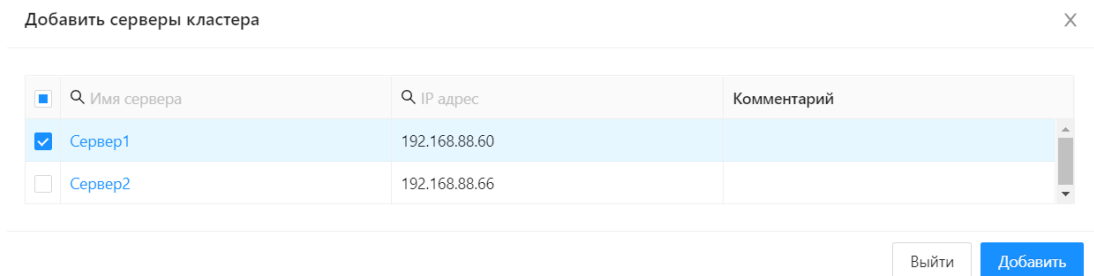 Добавить серверы кластера
Имя сервера IP адрес Комментарий
Сервер1 192.168.88.60
Сервер2 192.168.88.66
Выйти Добавить